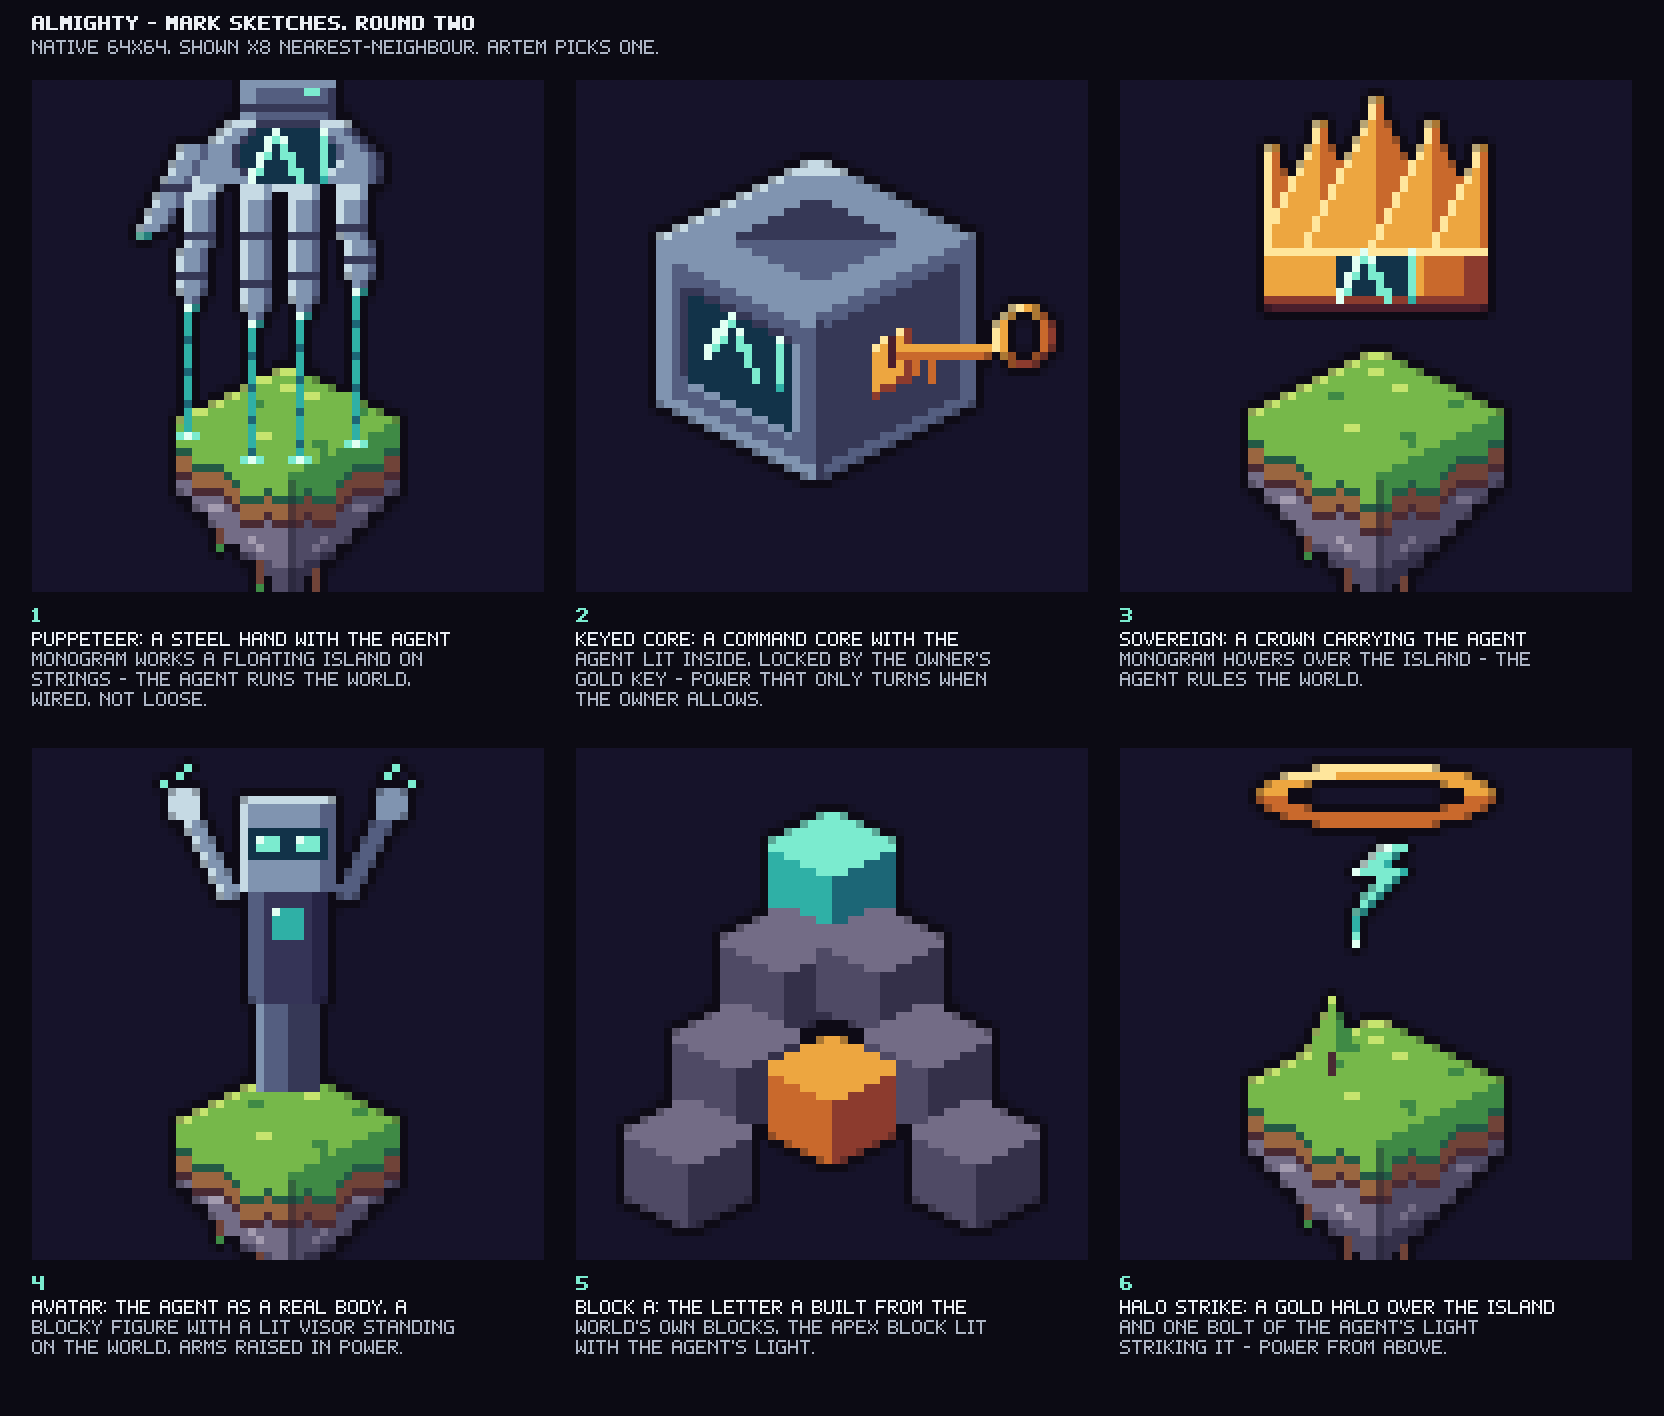 ALMIGHTY - MARK SKETCHES. ROUND TWO
NATIVE 64X64. SHOWN X8 NEAREST-NEIGHBOUR. ARTEM PICKS ONE.
AI
AI
AI
1
PUPPETEER: A STEEL HAND WITH THE AGENT
MONOGRAM WORKS A FLOATING ISLAND ON
STRINGS - THE AGENT RUNS THE WORLD.
WIRED. NOT LOOSE.
2
KEYED CORE: A COMMAND CORE WITH THE
AGENT LIT INSIDE. LOCKED BY THE OWNER'S
GOLD KEY - POWER THAT ONLY TURNS WHEN
THE OWNER ALLOWS.
3
SOVEREIGN: A CROWN CARRYING THE AGENT
MONOGRAM HOVERS OVER THE ISLAND - THE
AGENT RULES THE WORLD.
4
AVATAR: THE AGENT AS A REAL BODY. A
BLOCKY FIGURE WITH A LIT VISOR STANDING
ON THE WORLD. ARMS RAISED IN POWER.
5
BLOCK A: THE LETTER A BUILT FROM THE
WORLD'S OWN BLOCKS. THE APEX BLOCK LIT
WITH THE AGENT'S LIGHT.
6
HALO STRIKE: A GOLD HALO OVER THE ISLAND
AND ONE BOLT OF THE AGENT'S LIGHT
STRIKING IT - POWER FROM ABOVE.